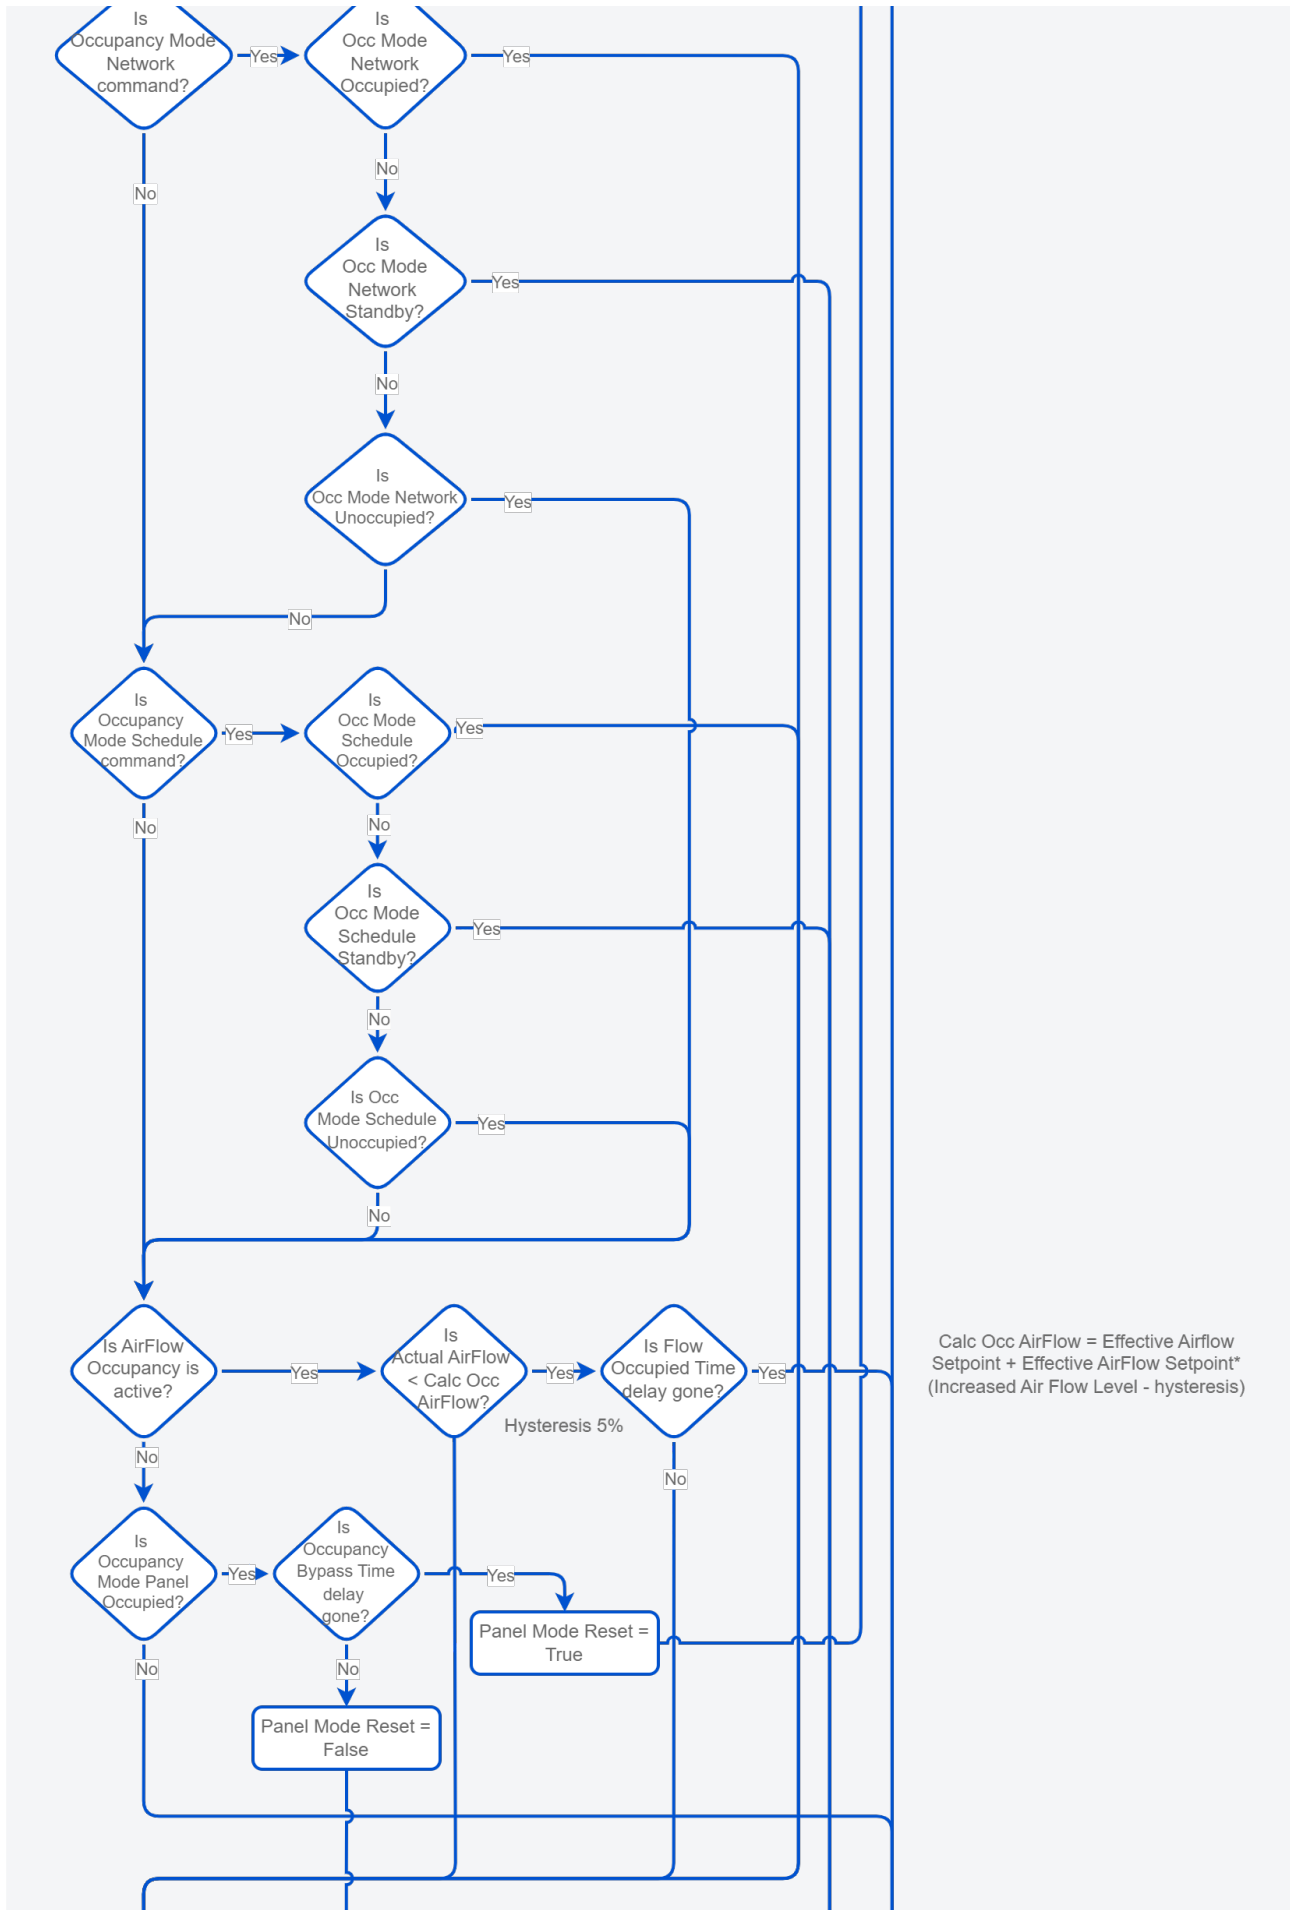 Is
Occupancy Mode
Network
command?
Yes
Is
Occ Mode
Network
Occupied?
Yes
No
No
Is
Occ Mode
Network
Standby?
Yes
No
Is
Occ Mode Network
Unoccupied?
Yes
No
Is
Occupancy
Mode Schedule
command?
Yes
Is
Occ Mode
Schedule
Occupied?
Yes
No
No
Is
Occ Mode
Schedule
Standby?
Yes
No
Is Occ
Mode Schedule
Unoccupied?
Yes
No
Is AirFlow
Occupancy is
active?
Yes
Is
Actual AirFlow
< Calc Occ
AirFlow?
Yes
Hysteresis 5%
Is Flow
Occupied Time
delay gone?
Yes
Calc Occ AirFlow = Effective Airflow
Setpoint + Effective AirFlow Setpoint*
(Increased Air Flow Level - hysteresis)
No
No
Is
Occupancy
Mode Panel
Occupied?
Yes
Is
Occupancy
Bypass Time
delay
gone?
Yes
Panel Mode Reset =
True
No
No
Panel Mode Reset =
False